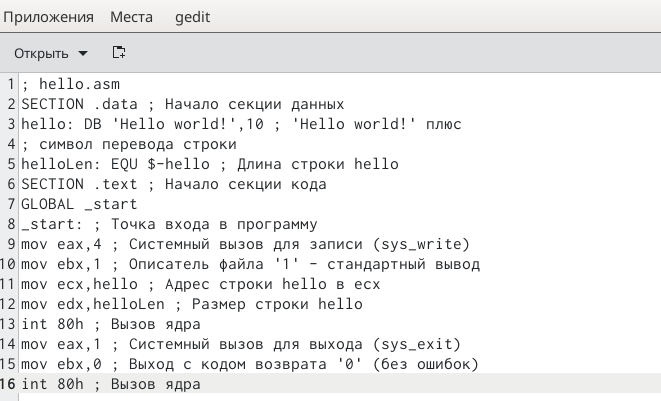 Приложения Места gedit
Открыть
1 ; hello.asm
2 SECTION .data ; Начало секции данных
3 hello: DB 'Hello world!',10 ; 'Hello world!' плюс
4 ; символ перевода строки
5 helloLen: EQU $-hello ; Длина строки hello
6 SECTION .text ; Начало секции кода
7 GLOBAL _start
8 _start: ; Точка входа в программу
9 mov eax,4 ; Системный вызов для записи (sys_write)
10 mov ebx,1 ; Описатель файла '1' - стандартный вывод
11 mov ecx,hello ; Адрес строки hello в ecx
12 mov edx,helloLen ; Размер строки hello
13 int 80h ; Вызов ядра
14 mov eax,1 ; Системный вызов для выхода (sys_exit)
15 mov ebx,0 ; Выход с кодом возврата '0' (без ошибок)
16 int 80h ; Вызов ядра